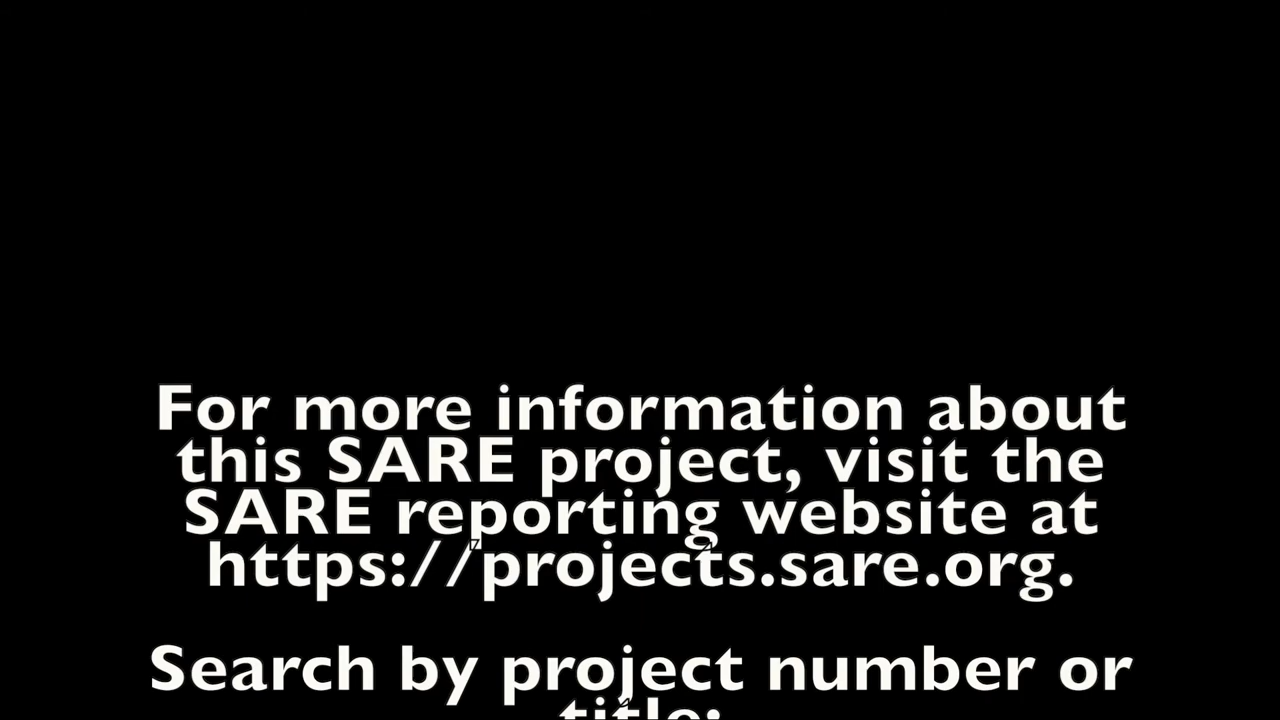 For more information about
this SARE project, visit the
SARE reporting website at
https://projects.sare.org.
Search by project number or
title: